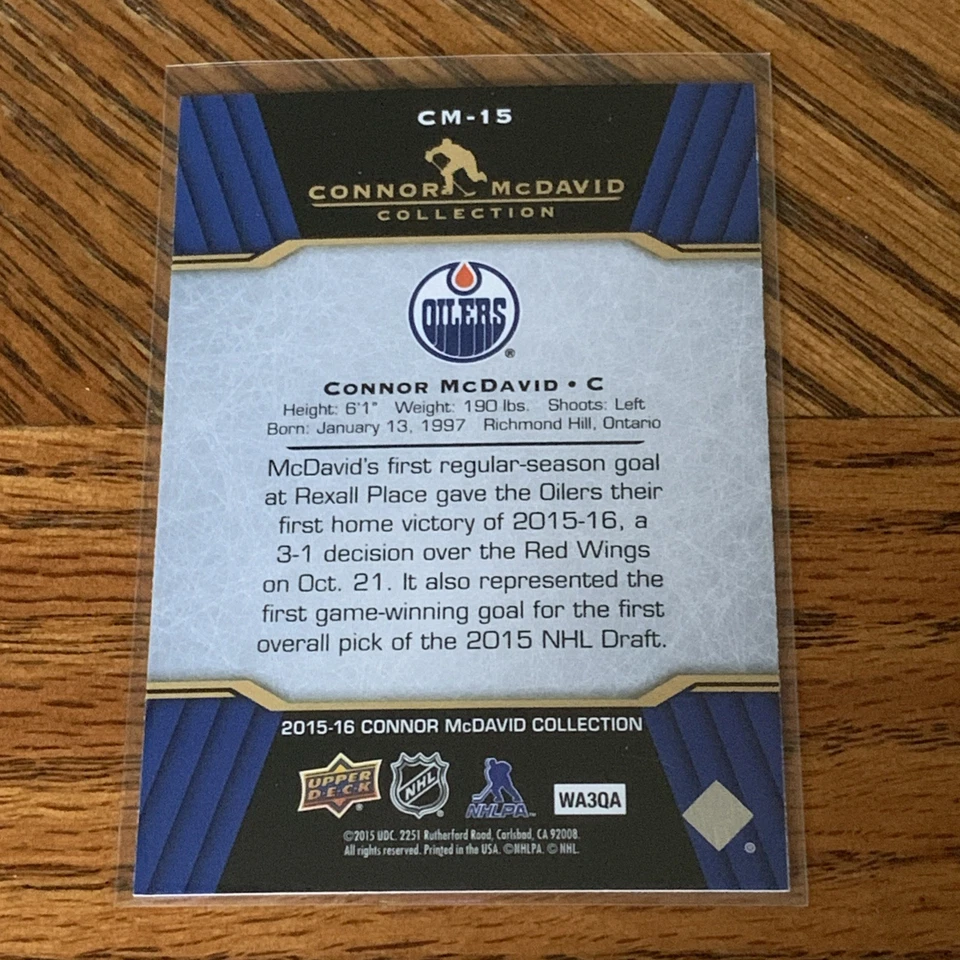 CM-15
CONNOR McDAVID
COLLECTION
OILERS
®
CONNOR McDAVID • C
Height: 6'1" Weight: 190 lbs. Shoots: Left
Born: January 13, 1997 Richmond Hill, Ontario
McDavid's first regular-season goal
at Rexall Place gave the Oilers their
first home victory of 2015-16, a
3-1 decision over the Red Wings
on Oct. 21. It also represented the
first game-winning goal for the first
overall pick of the 2015 NHL Draft.
2015-16 CONNOR McDAVID COLLECTION
UPPER
D·E·C·K
®
NHL
NHLPA
WA3QA
®
©2015 UDC. 2251 Rutherford Road, Carlsbad, CA 92008.
All rights reserved. Printed in the USA. ©NHLPA. © NHL.